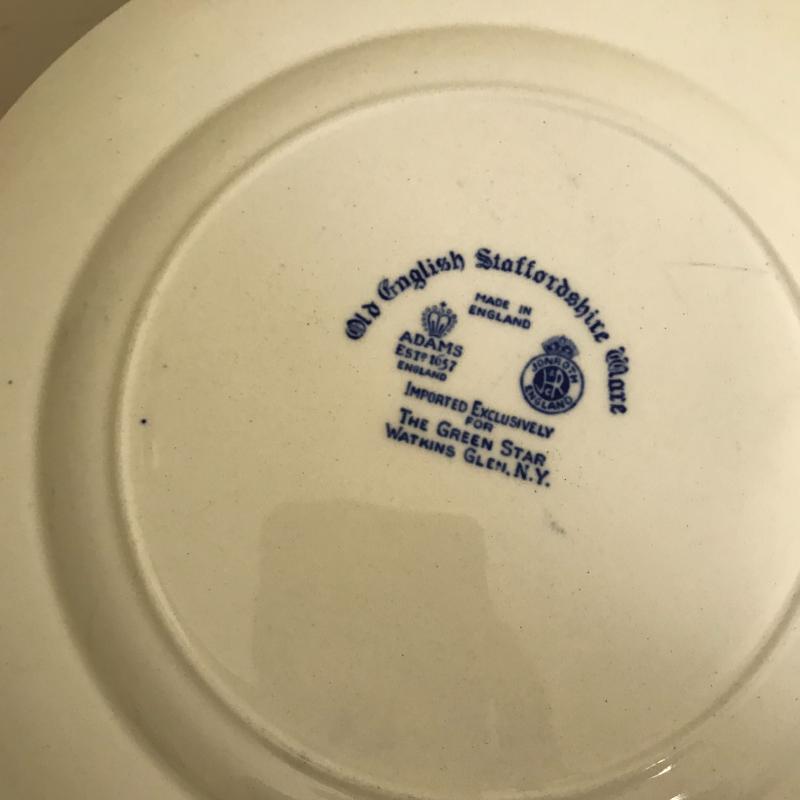 Old English Staffordshire Ware
MADE IN
ENGLAND
ADAMS
ESTD 1657
ENGLAND
JONROTH
J.H.R
& Co
ENGLAND
IMPORTED EXCLUSIVELY
FOR
THE GREEN STAR
WATKINS GLEN, N.Y.